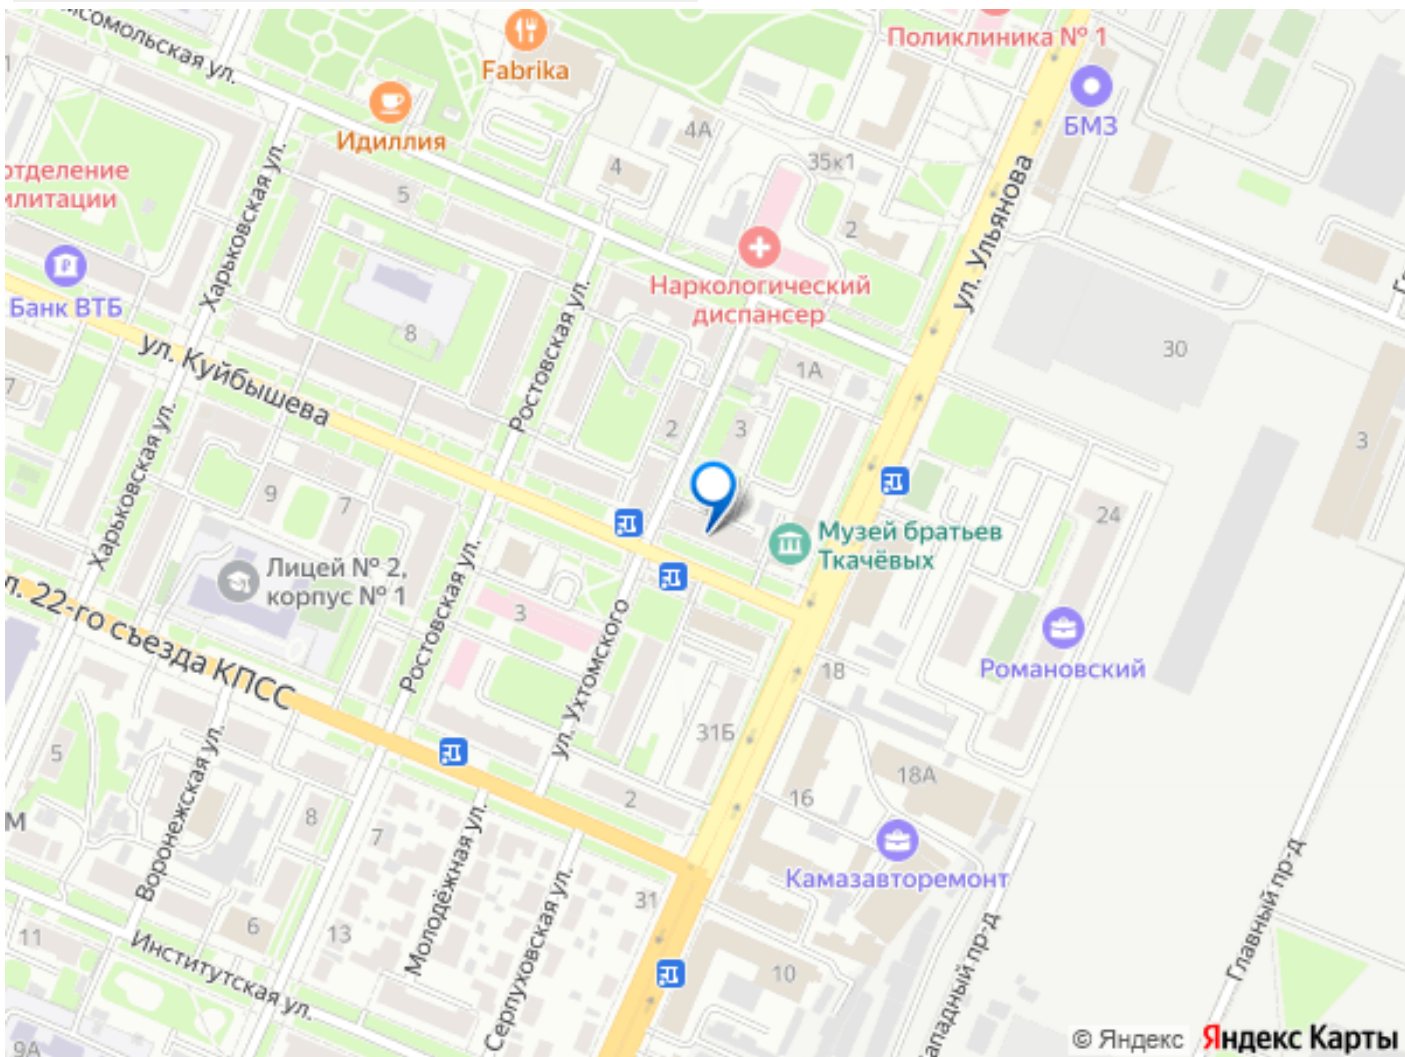 Комсомольская ул.
Fabrika
Поликлиника № 1
БМЗ
Идиллия
4А
4
35к1
2
5
отделение
илитации
Харьковская ул.
ул. Ульянова
Наркологический
диспансер
Банк ВТБ
8
30
1А
ул. Куйбышева
Ростовская ул.
7
2
3
3
Харьковская ул.
9
7
24
Музей братьев
Ткачёвых
Лицей № 2,
корпус № 1
л. 22-го съезда КПСС
Ростовская ул.
3
ул. Ухтомского
Романовский
18
31Б
5
18А
16
2
Воронежская ул.
М
8
7
Молодёжная ул.
Камазавторемонт
31
Серпуховская ул.
6
13
11
Институтская ул.
10
Западный пр-д
Главный пр-д
9А
© Яндекс Яндекс Карты